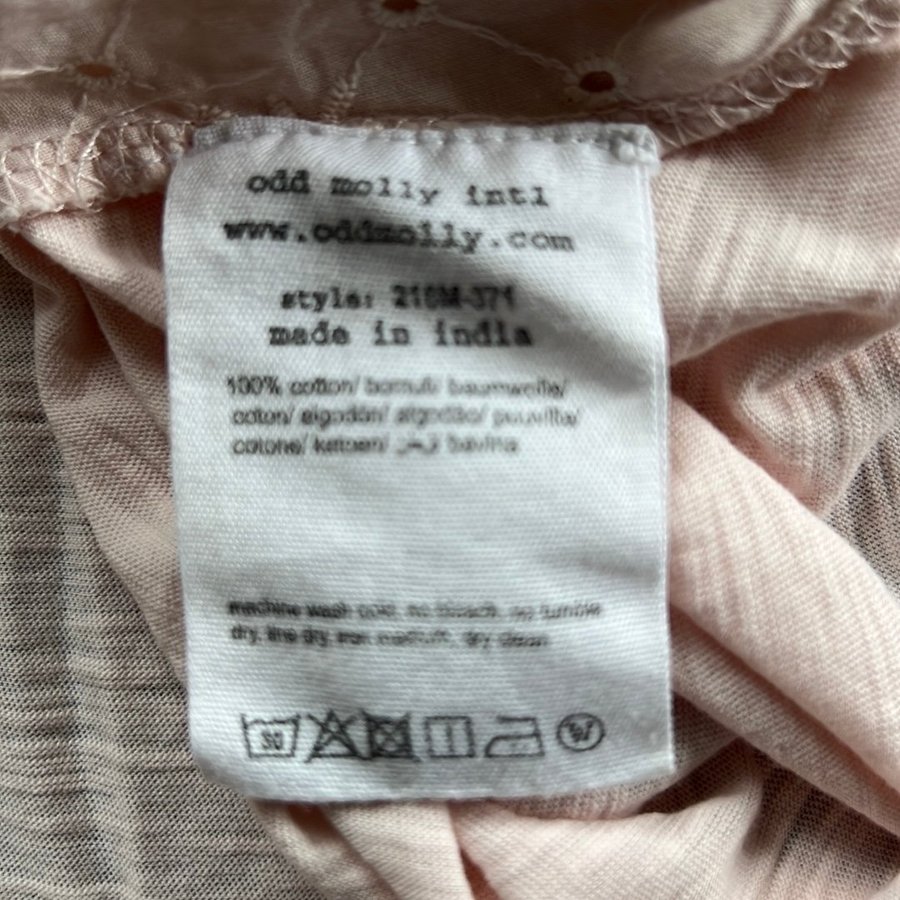 odd molly intl
www.oddmolly.com
style: 216M-371
made in india
100% cotton/ bomull/ baumwolle/
coton/ algodón/ algodão/ puuvilla/
cotone/ katoen/ bavlna
machine wash cold, no bleach, no tumble
dry, line dry, iron medium, dry clean.
30